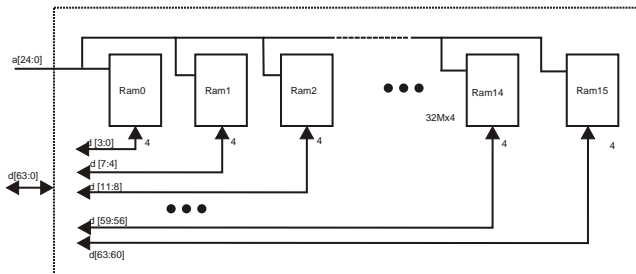 a[24:0]
Ram0
Ram1
Ram2
Ram14
Ram15
32Mx4
4
4
4
4
4
d [3:0]
d [7:4]
d[63:0]
d [11:8]
d [59:56]
d[63:60]